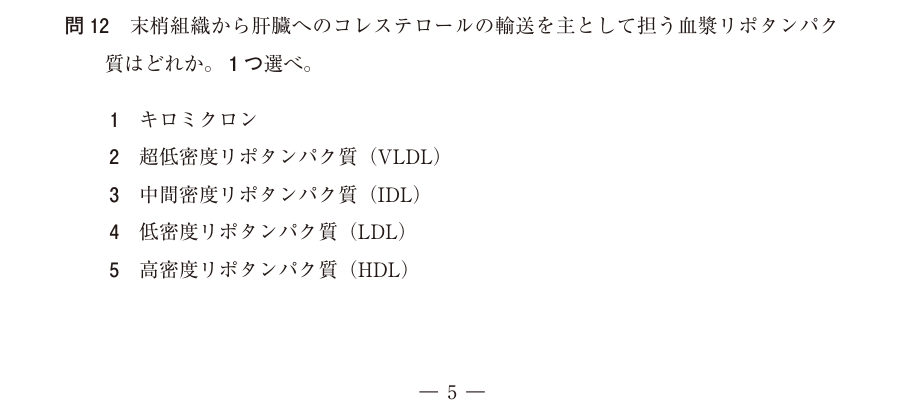 問 12　末梢組織から肝臓へのコレステロールの輸送を主として担う血漿リポタンパク
質はどれか。1つ選べ。
1　キロミクロン
2　超低密度リポタンパク質（VLDL）
3　中間密度リポタンパク質（IDL）
4　低密度リポタンパク質（LDL）
5　高密度リポタンパク質（HDL）
— 5 —